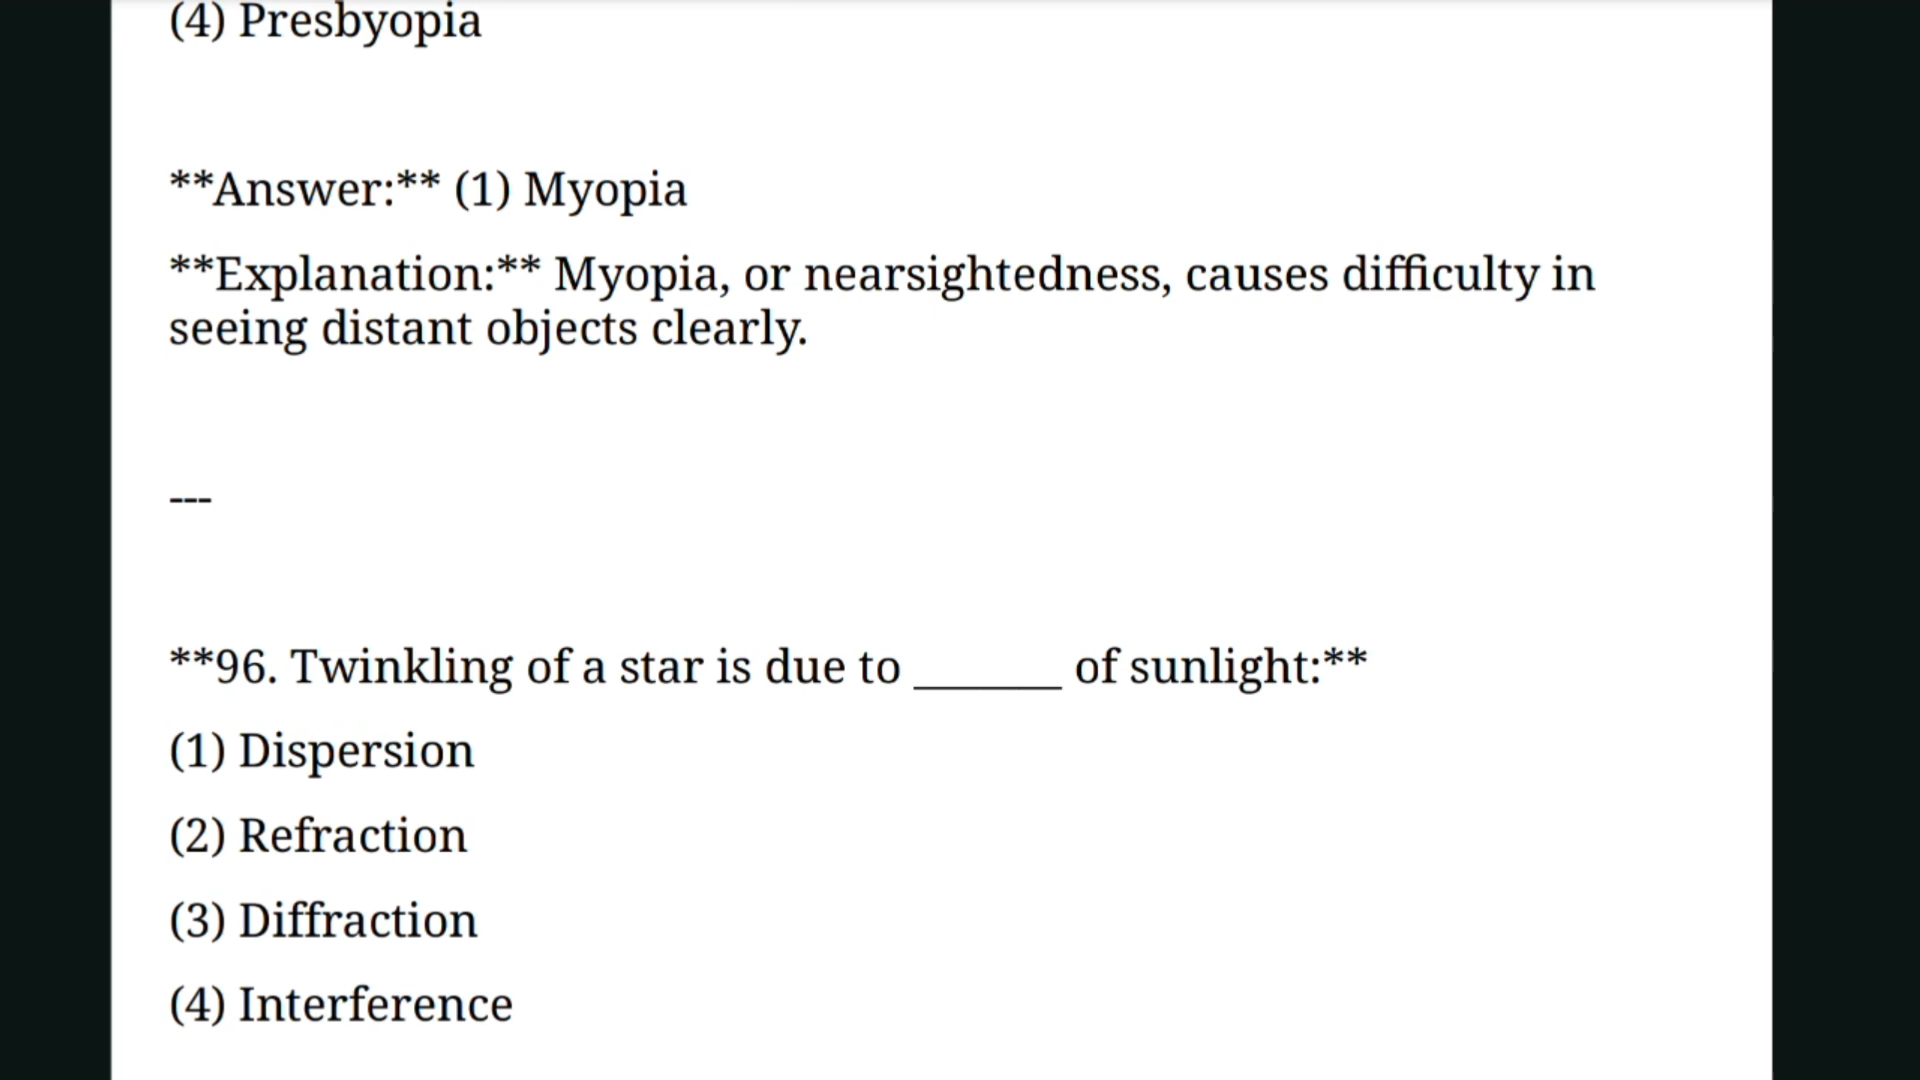 (4) Presbyopia
**Answer:** (1) Myopia
**Explanation:** Myopia, or nearsightedness, causes difficulty in
seeing distant objects clearly.
---
**96. Twinkling of a star is due to _______ of sunlight:**
(1) Dispersion
(2) Refraction
(3) Diffraction
(4) Interference